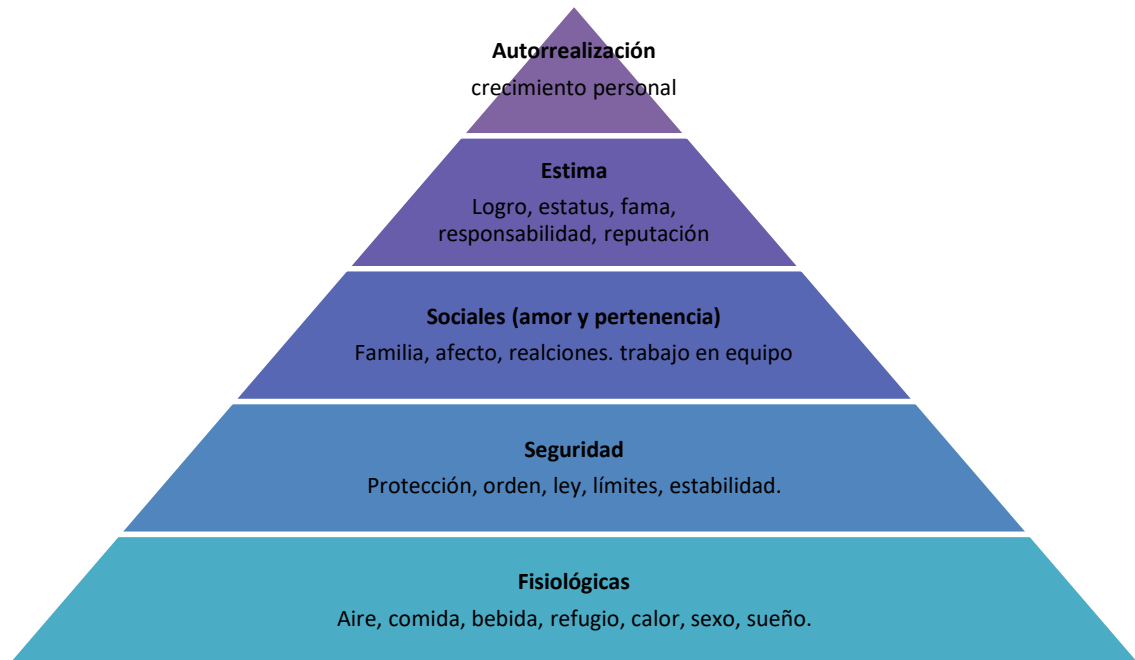 Autorrealización
crecimiento personal
Estima
Logro, estatus, fama,
responsabilidad, reputación
Sociales (amor y pertenencia)
Familia, afecto, realciones. trabajo en equipo
Seguridad
Protección, orden, ley, límites, estabilidad.
Fisiológicas
Aire, comida, bebida, refugio, calor, sexo, sueño.